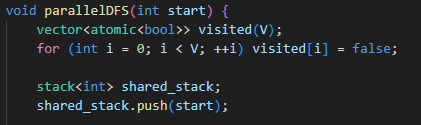 void parallelDFS(int start) {
    vector<atomic<bool>> visited(V);
    for (int i = 0; i < V; ++i) visited[i] = false;

    stack<int> shared_stack;
    shared_stack.push(start);